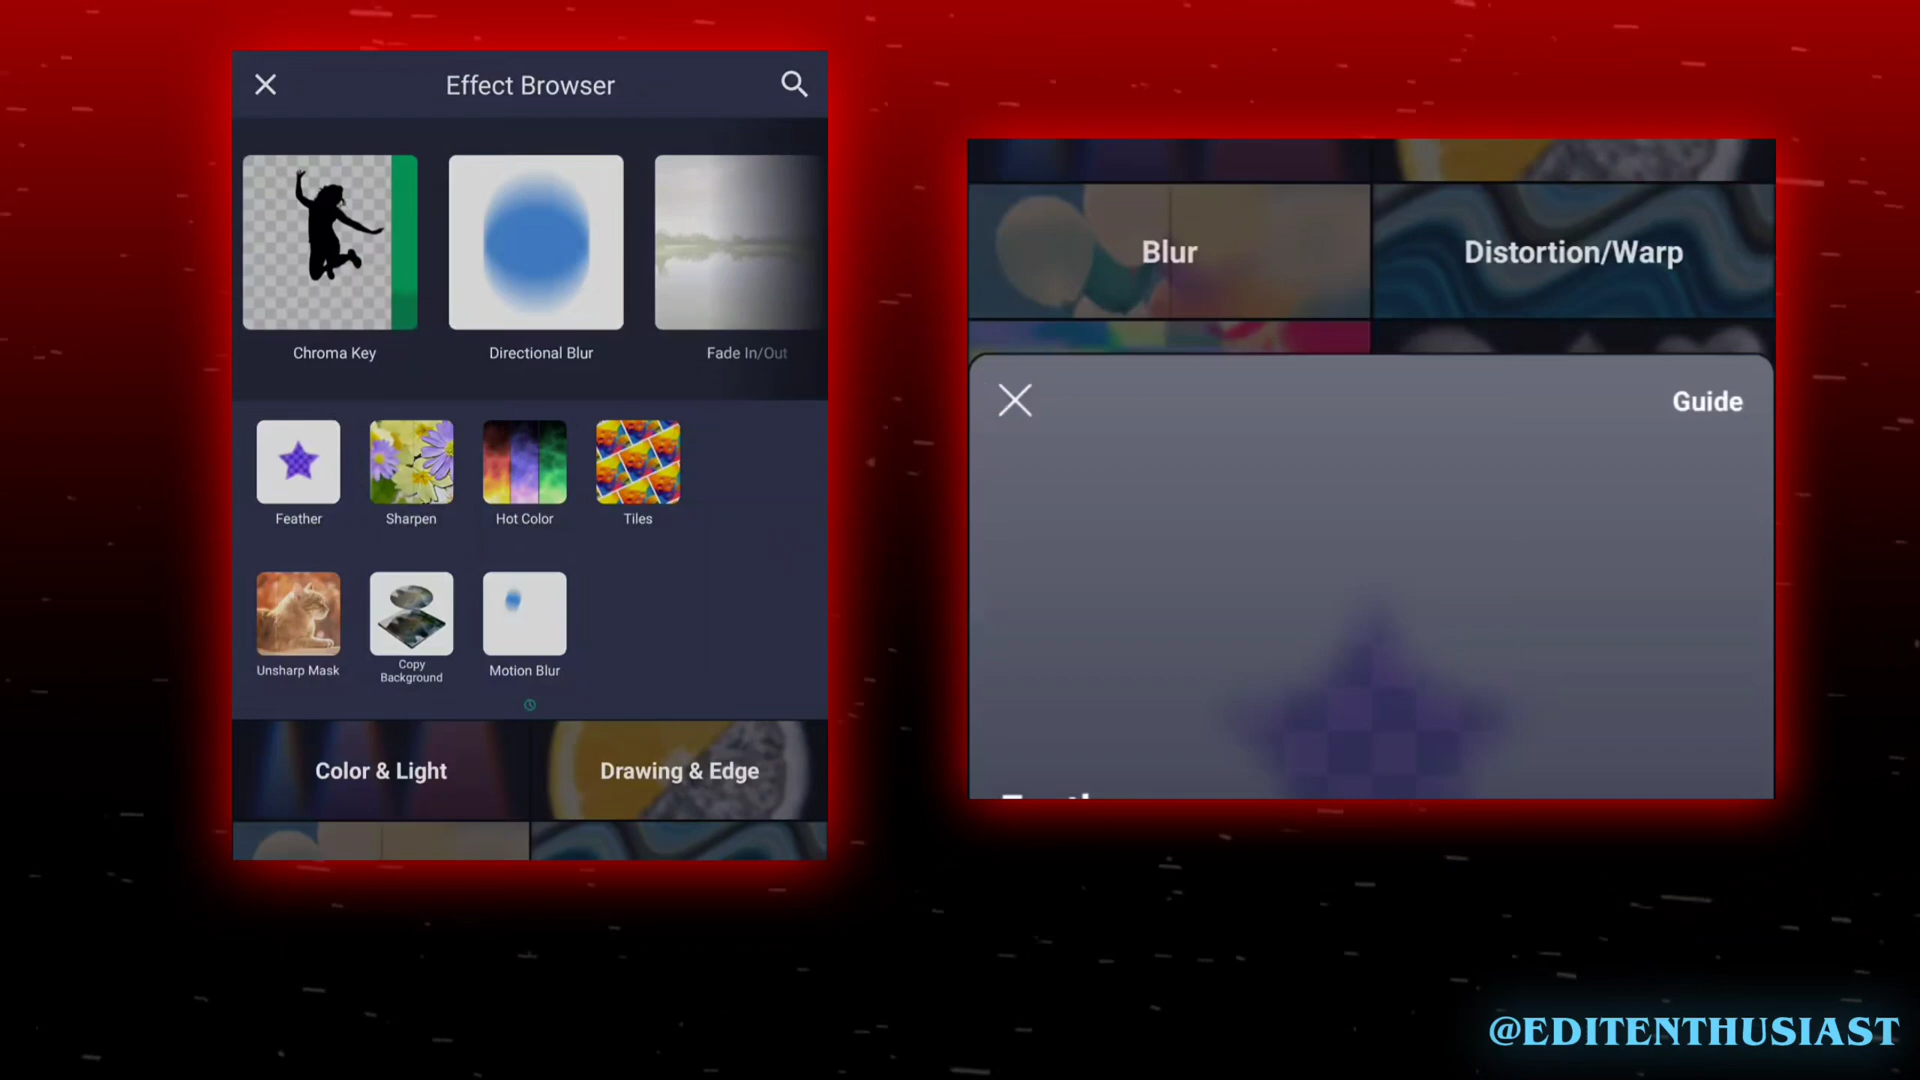 Effect Browser
Chroma Key
Directional Blur
Fade In/Out
Feather
Sharpen
Hot Color
Tiles
Unsharp Mask
Copy
Background
Motion Blur
Color & Light
Drawing & Edge
Blur
Distortion/Warp
Guide
@EDITENTHUSIAST